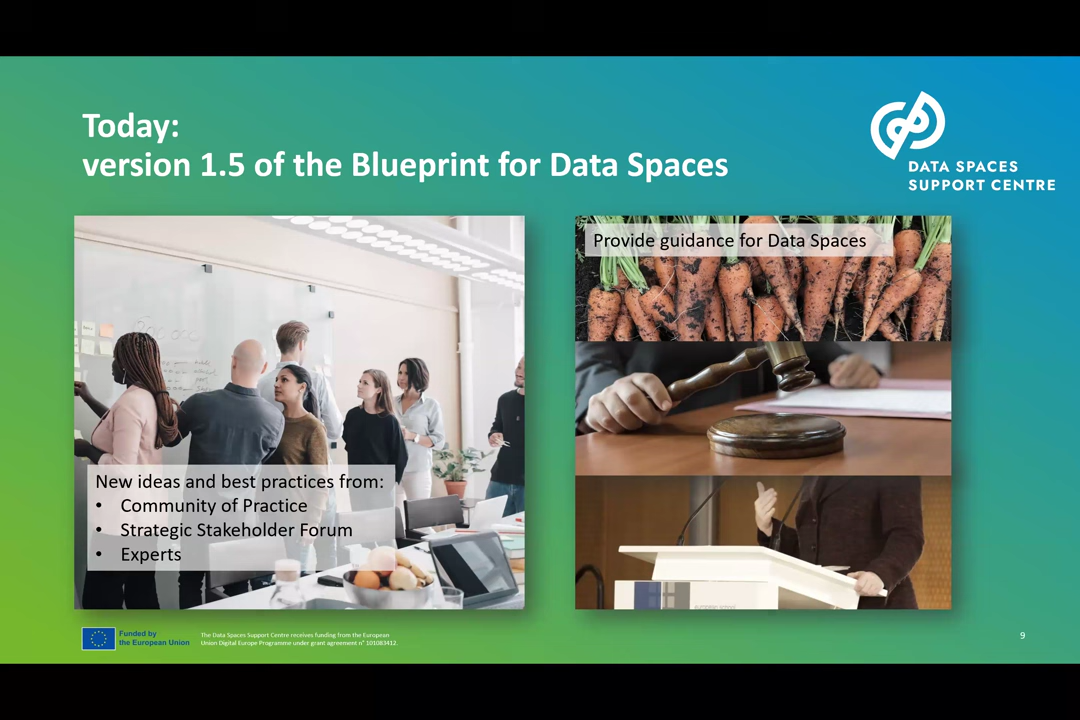 Today:
version 1.5 of the Blueprint for Data Spaces
DATA SPACES
SUPPORT CENTRE
New ideas and best practices from:
• Community of Practice
• Strategic Stakeholder Forum
• Experts
Provide guidance for Data Spaces
Funded by
the European Union
The Data Spaces Support Centre receives funding from the European
Union Digital Europe Programme under grant agreement n° 101083412.
9